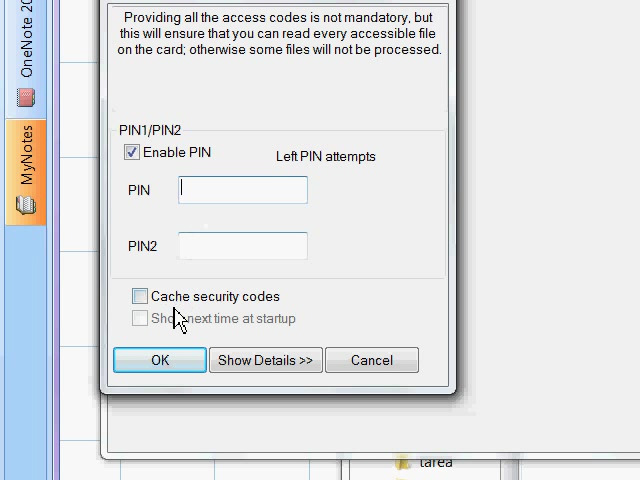 Providing all the access codes is not mandatory, but
this will ensure that you can read every accessible file
on the card; otherwise some files will not be processed.
OneNote 20
MyNotes
PIN1/PIN2
Enable PIN
Left PIN attempts
PIN
PIN2
Cache security codes
Show next time at startup
OK
Show Details >>
Cancel
tarea